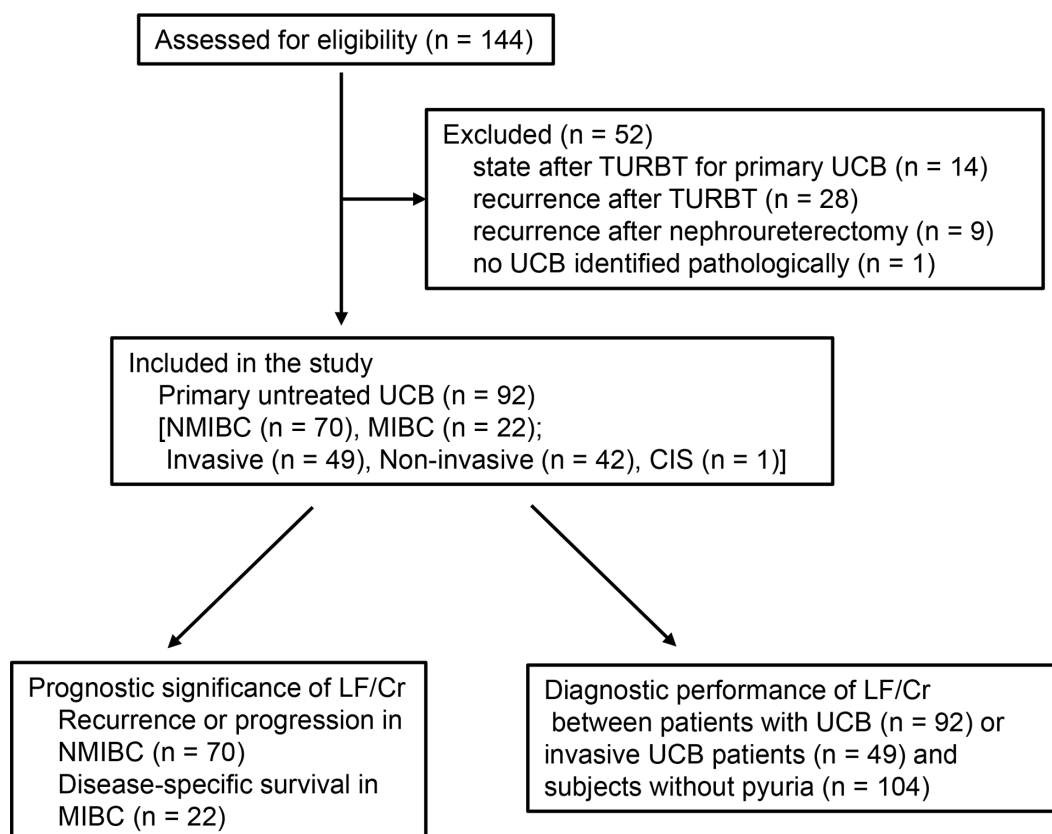 Assessed for eligibility (n = 144)
Excluded (n = 52)
state after TURBT for primary UCB (n = 14)
recurrence after TURBT (n = 28)
recurrence after nephroureterectomy (n = 9)
no UCB identified pathologically (n = 1)
Included in the study
Primary untreated UCB (n = 92)
[NMIBC (n = 70), MIBC (n = 22);
Invasive (n = 49), Non-invasive (n = 42), CIS (n = 1)]
Prognostic significance of LF/Cr
Recurrence or progression in
NMIBC (n = 70)
Disease-specific survival in
MIBC (n = 22)
Diagnostic performance of LF/Cr
between patients with UCB (n = 92) or
invasive UCB patients (n = 49) and
subjects without pyuria (n = 104)